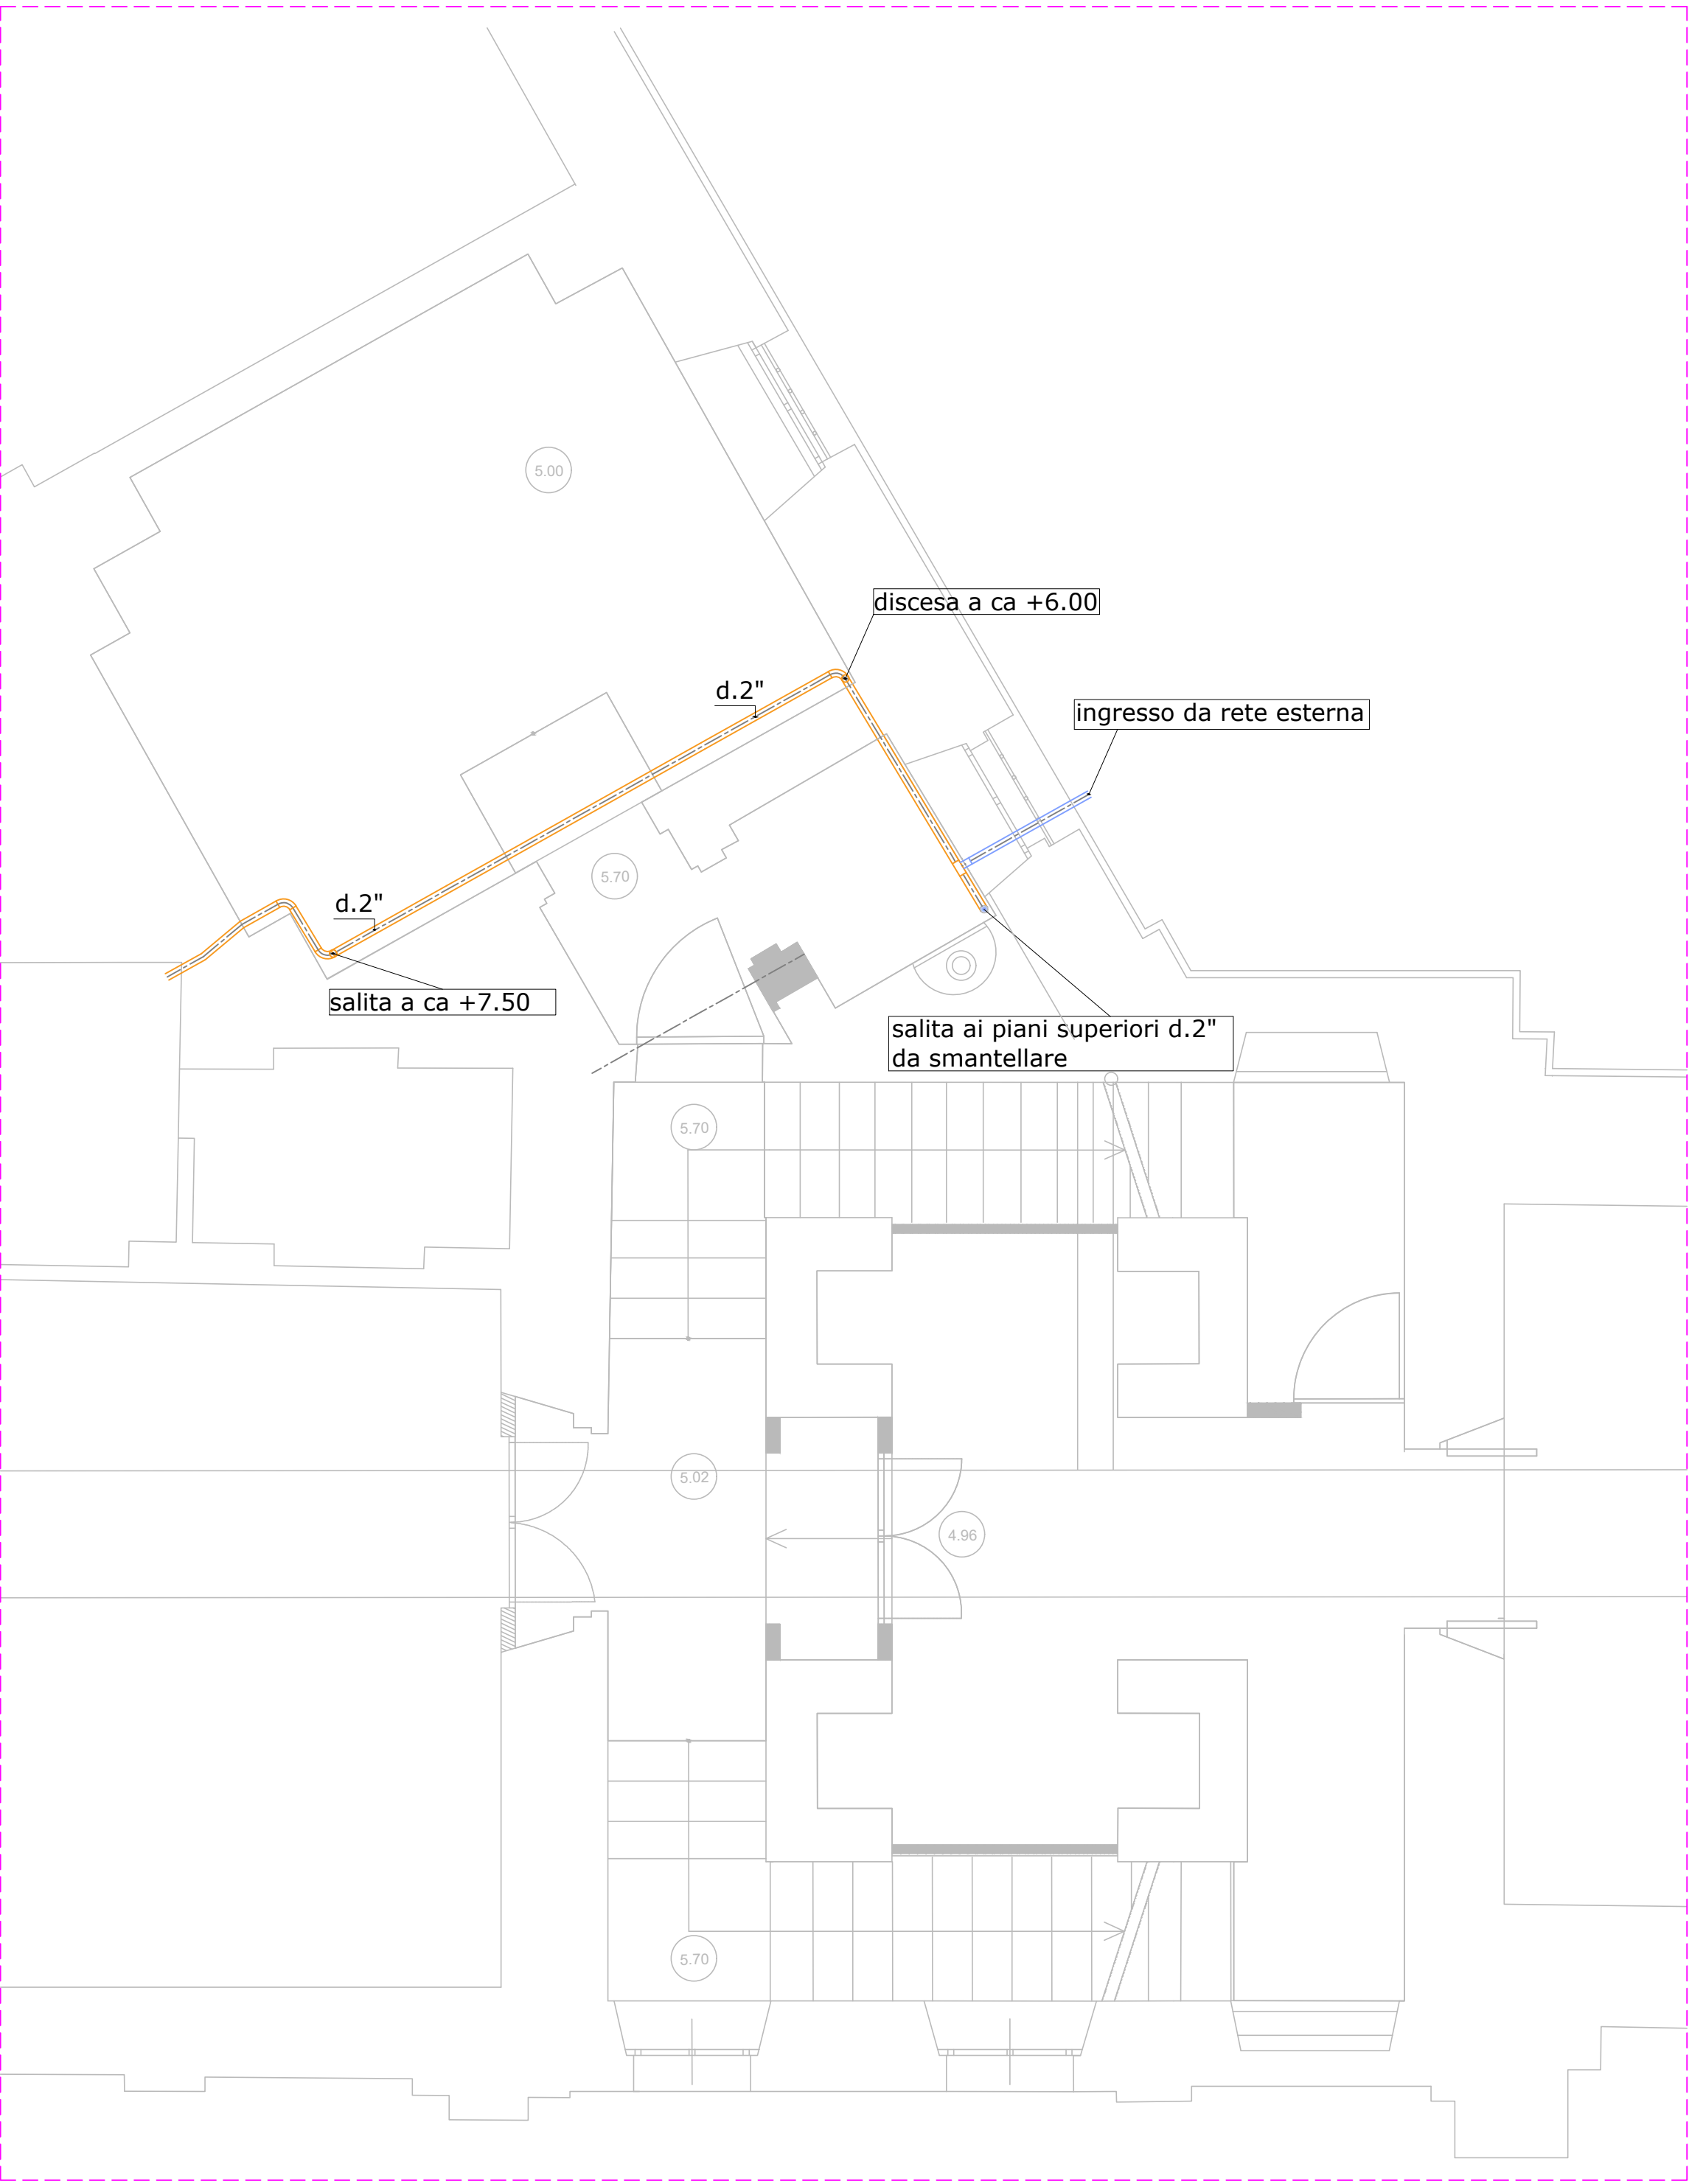 5.00
discesa a ca +6.00
d.2"
ingresso da rete esterna
5.70
d.2"
salita a ca +7.50
salita ai piani superiori d.2"
da smantellare
5.70
5.02
4.96
5.70